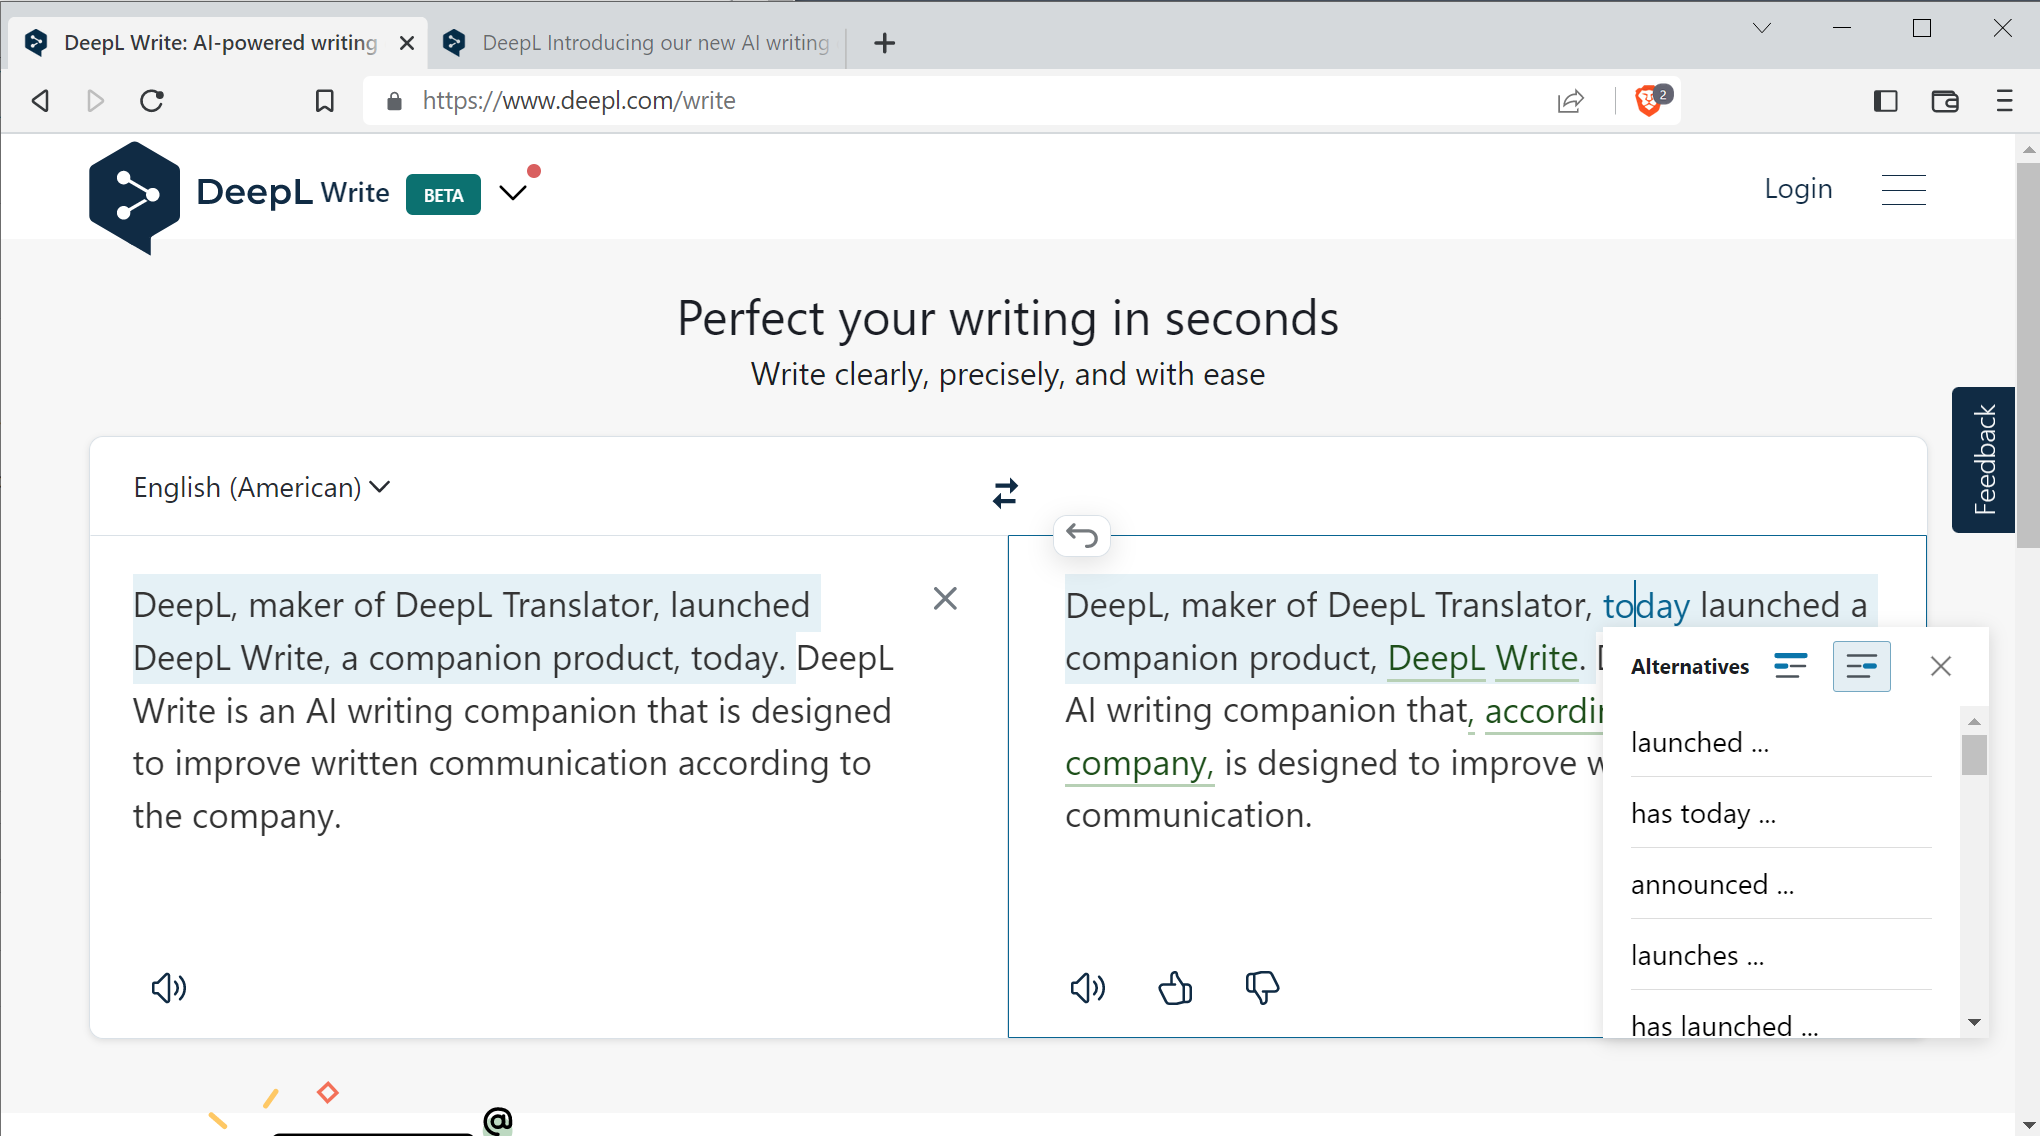 DeepL Write: AI-powered writing
DeepL Introducing our new AI writing
https://www.deepl.com/write
2
DeepL Write BETA
Login
Perfect your writing in seconds
Write clearly, precisely, and with ease
Feedback
English (American)
DeepL, maker of DeepL Translator, launched
DeepL Write, a companion product, today. DeepL
Write is an AI writing companion that is designed
to improve written communication according to
the company.
DeepL, maker of DeepL Translator, today launched a
companion product, DeepL Write.
AI writing companion that,
company, is designed to improve
communication.
Alternatives
launched ...
has today ...
announced ...
launches ...
has launched ...
@